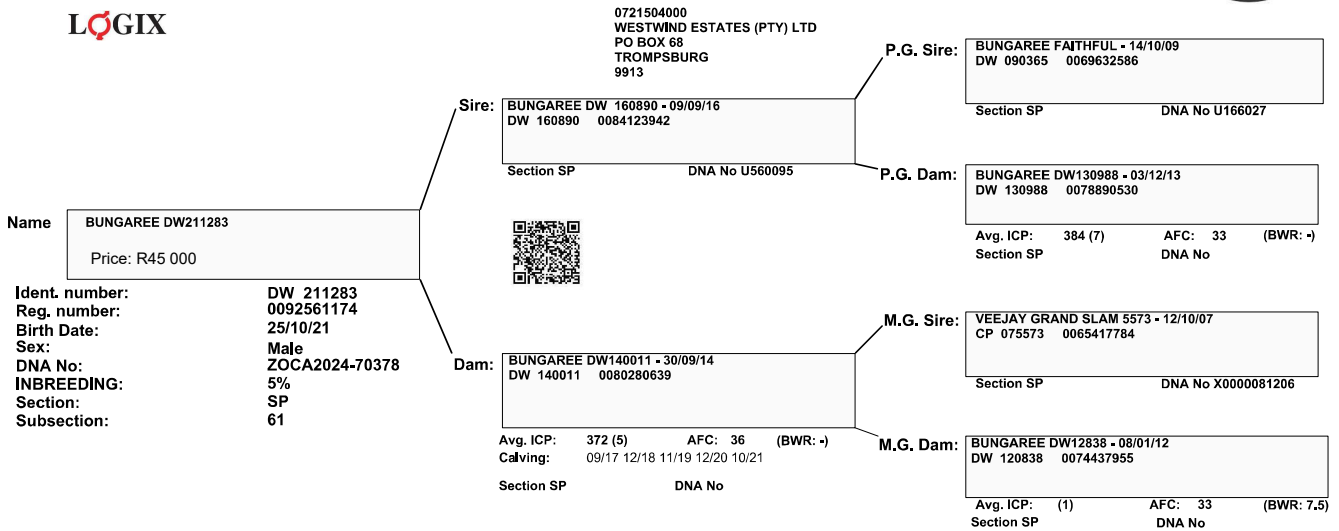 LOGIX
0721504000
WESTWIND ESTATES (PTY) LTD
PO BOX 68
TROMPSBURG
9913
Name
BUNGAREE DW211283
Price: R45 000
Ident. number: DW 211283
Reg. number: 0092561174
Birth Date: 25/10/21
Sex: Male
DNA No: ZOCA2024-70378
INBREEDING: 5%
Section: SP
Subsection: 61
Sire:
BUNGAREE DW 160890 - 09/09/16
DW 160890 0084123942
Section SP DNA No U560095
Dam:
BUNGAREE DW140011 - 30/09/14
DW 140011 0080280639
Avg. ICP: 372 (5) AFC: 36 (BWR: -)
Calving: 09/17 12/18 11/19 12/20 10/21
Section SP DNA No
P.G. Sire:
BUNGAREE FAITHFUL - 14/10/09
DW 090365 0069632586
Section SP DNA No U166027
P.G. Dam:
BUNGAREE DW130988 - 03/12/13
DW 130988 0078890530
Avg. ICP: 384 (7) AFC: 33 (BWR: -)
Section SP DNA No
M.G. Sire:
VEEJAY GRAND SLAM 5573 - 12/10/07
CP 075573 0065417784
Section SP DNA No X0000081206
M.G. Dam:
BUNGAREE DW12838 - 08/01/12
DW 120838 0074437955
Avg. ICP: (1) AFC: 33 (BWR: 7.5)
Section SP DNA No